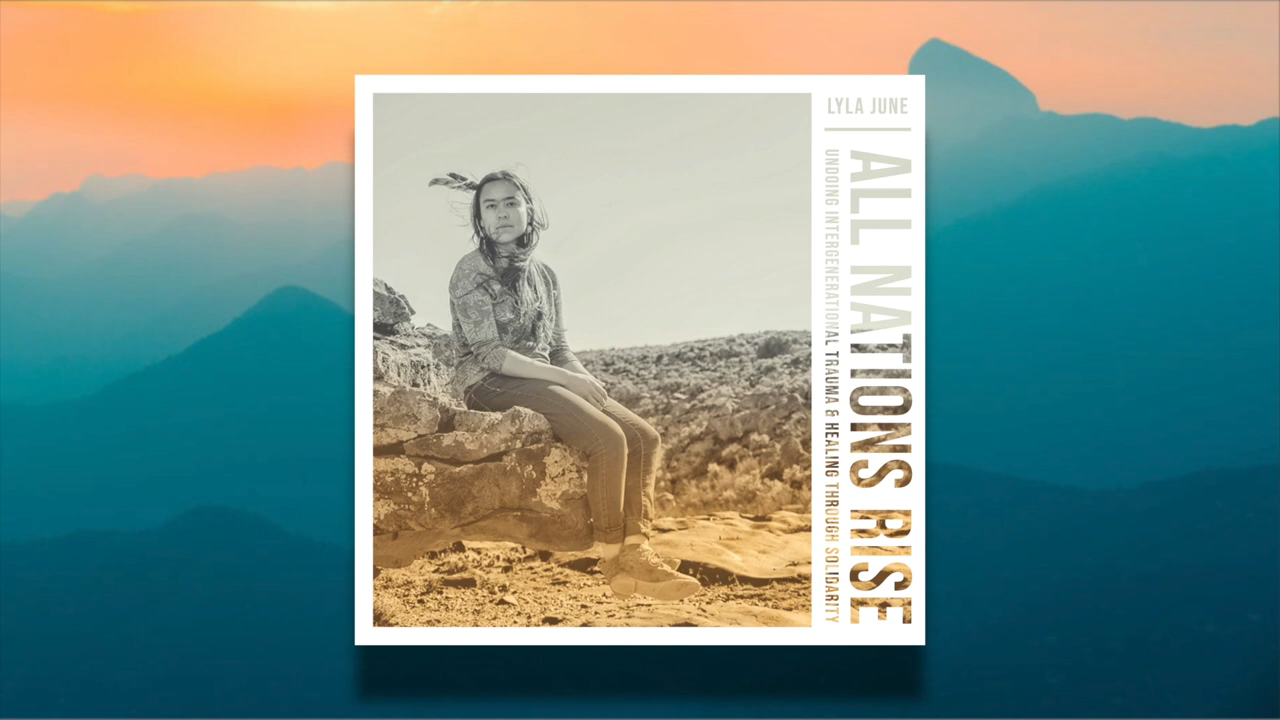 LYLA JUNE
ALL NATIONS RISE
UNDOING INTERGENERATIONAL TRAUMA & HEALING THROUGH SOLIDARITY